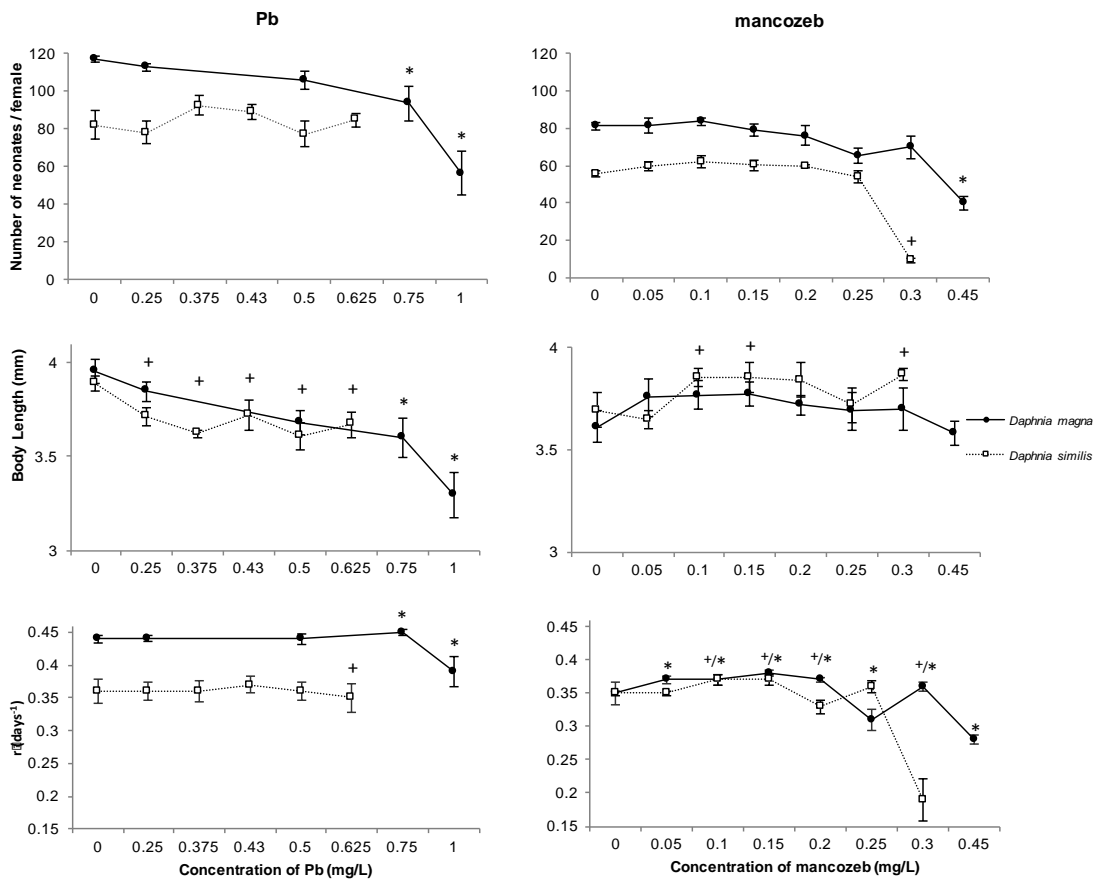 Pb
mancozeb
Number of neonates / female
120
100
80
60
40
20
0
*
*
0 0.25 0.375 0.43 0.5 0.625 0.75 1
120
100
80
60
40
20
0
*
+
0 0.05 0.1 0.15 0.2 0.25 0.3 0.45
Body Length (mm)
4
3.5
3
+ + + + + * *
0 0.25 0.375 0.43 0.5 0.625 0.75 1
4
3.5
3
+ + +
0 0.05 0.1 0.15 0.2 0.25 0.3 0.45
Daphnia magna
Daphnia similis
(days⁻¹)
0.45
0.4
0.35
0.3
0.25
0.2
0.15
+ * *
0 0.25 0.375 0.43 0.5 0.625 0.75 1
Concentration of Pb (mg/L)
0.45
0.4
0.35
0.3
0.25
0.2
0.15
* +/* +/* +/* * +/* *
0 0.05 0.1 0.15 0.2 0.25 0.3 0.45
Concentration of mancozeb (mg/L)